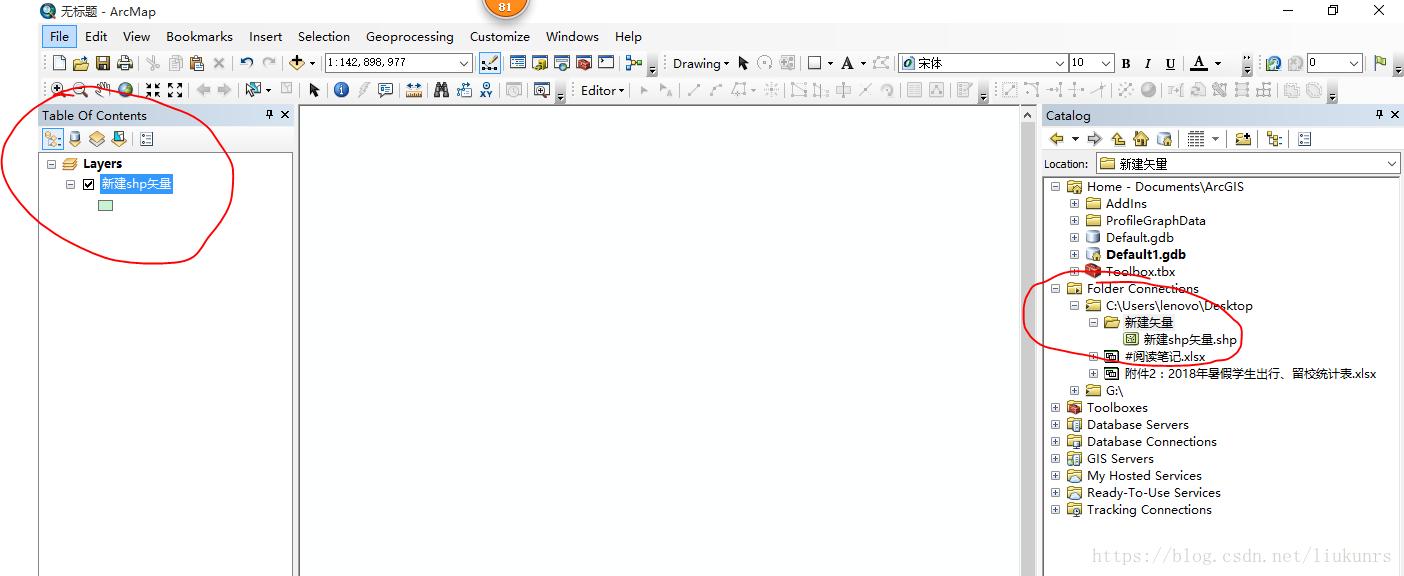 81
无标题 - ArcMap
File Edit View Bookmarks Insert Selection Geoprocessing Customize Windows Help
1:142,898,977 Drawing A 宋体 10 B I U A 0
XY Editor
Table Of Contents
Layers
新建shp矢量
Catalog
Location: 新建矢量
Home - Documents\ArcGIS
AddIns
ProfileGraphData
Default.gdb
Default1.gdb
Toolbox.tbx
Folder Connections
C:\Users\lenovo\Desktop
新建矢量
新建shp矢量.shp
#阅读笔记.xlsx
附件2：2018年暑假学生出行、留校统计表.xlsx
G:\
Toolboxes
Database Servers
Database Connections
GIS Servers
My Hosted Services
Ready-To-Use Services
Tracking Connections
https://blog.csdn.net/liukunrs